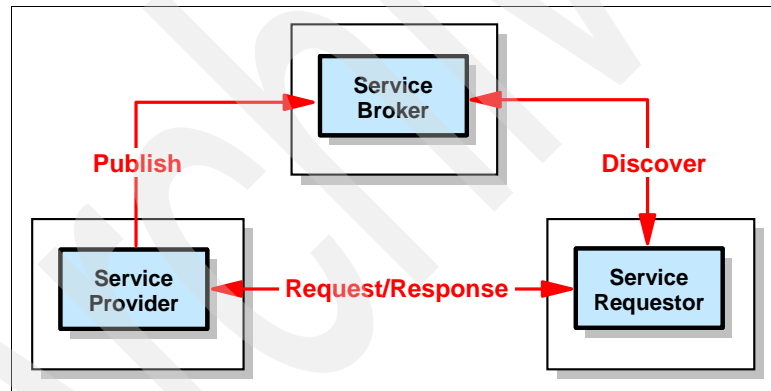 Service
Broker
Publish
Discover
Service
Provider
Request/Response
Service
Requestor